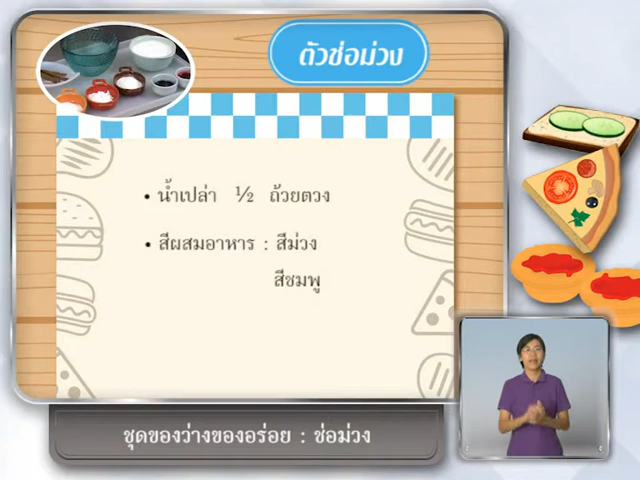 ตัวช่อม่วง
• น้ำเปล่า ½ ถ้วยตวง
• สีผสมอาหาร : สีม่วง
สีชมพู
ชุดของว่างของอร่อย : ช่อม่วง